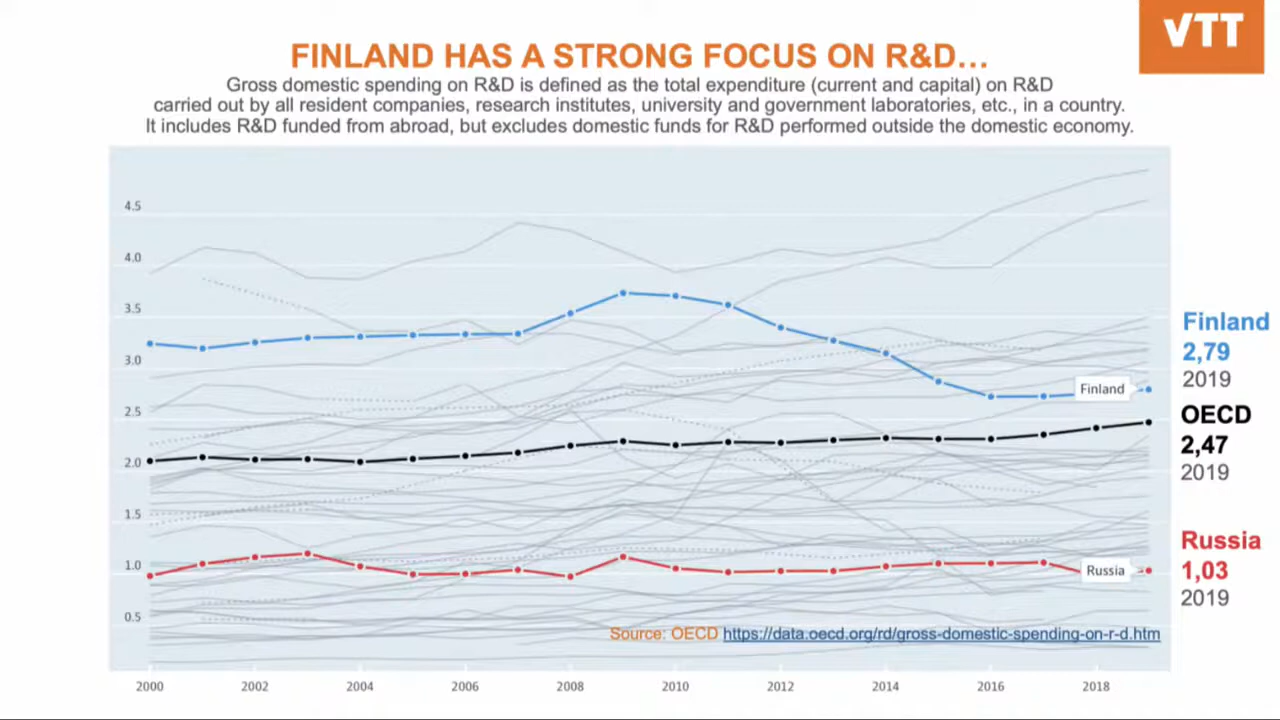 VTT
FINLAND HAS A STRONG FOCUS ON R&D...
Gross domestic spending on R&D is defined as the total expenditure (current and capital) on R&D
carried out by all resident companies, research institutes, university and government laboratories, etc., in a country.
It includes R&D funded from abroad, but excludes domestic funds for R&D performed outside the domestic economy.
4.5
4.0
3.5
3.0
2.5
2.0
1.5
1.0
0.5
Finland
Russia
Finland
2,79
2019
OECD
2,47
2019
Russia
1,03
2019
Source: OECD https://data.oecd.org/rd/gross-domestic-spending-on-r-d.htm
2000 2002 2004 2006 2008 2010 2012 2014 2016 2018